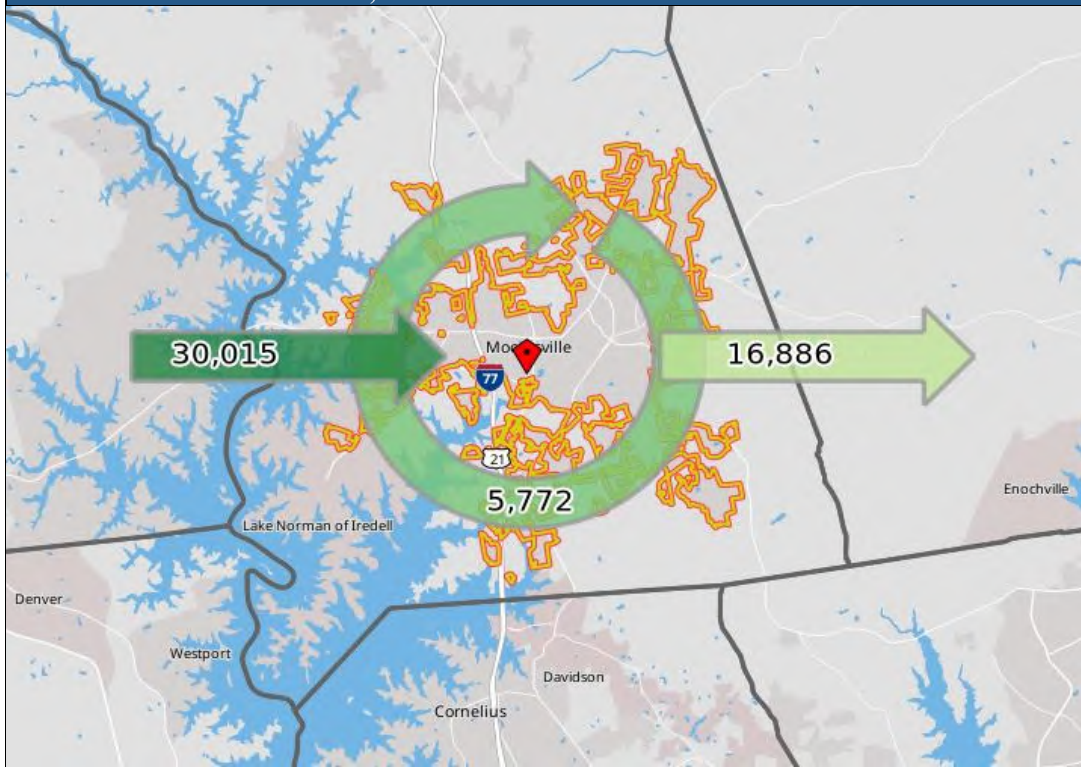 30,015
16,886
Mooresville
77
21
5,772
Enochville
Lake Norman of Iredell
Denver
Westport
Davidson
Cornelius